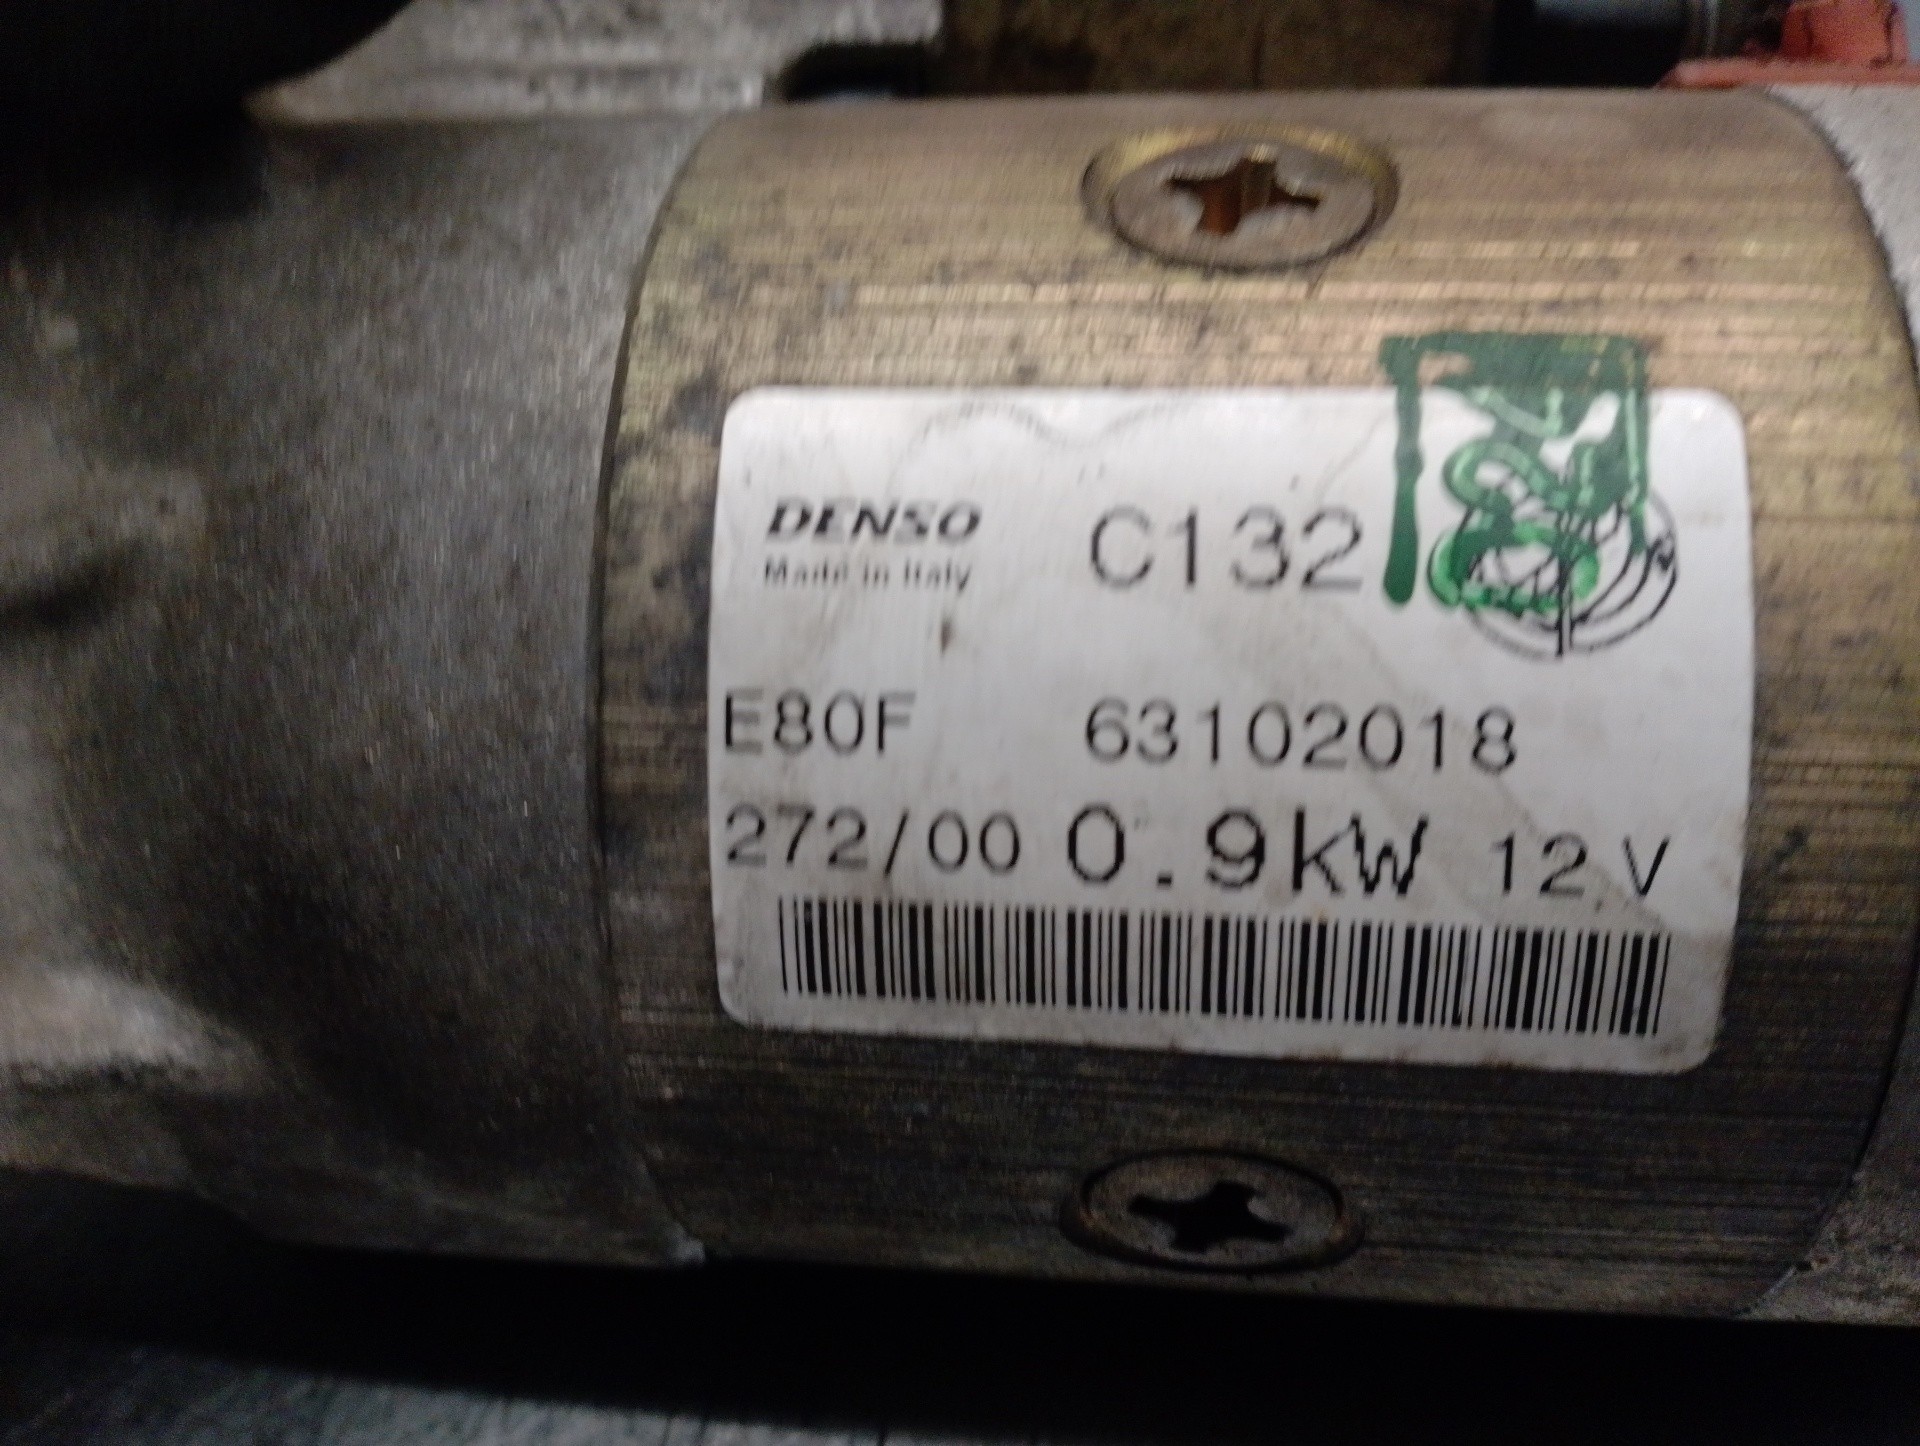 DENSO C132
Made in Italy
E80F 63102018
272/00 0.9kW 12V